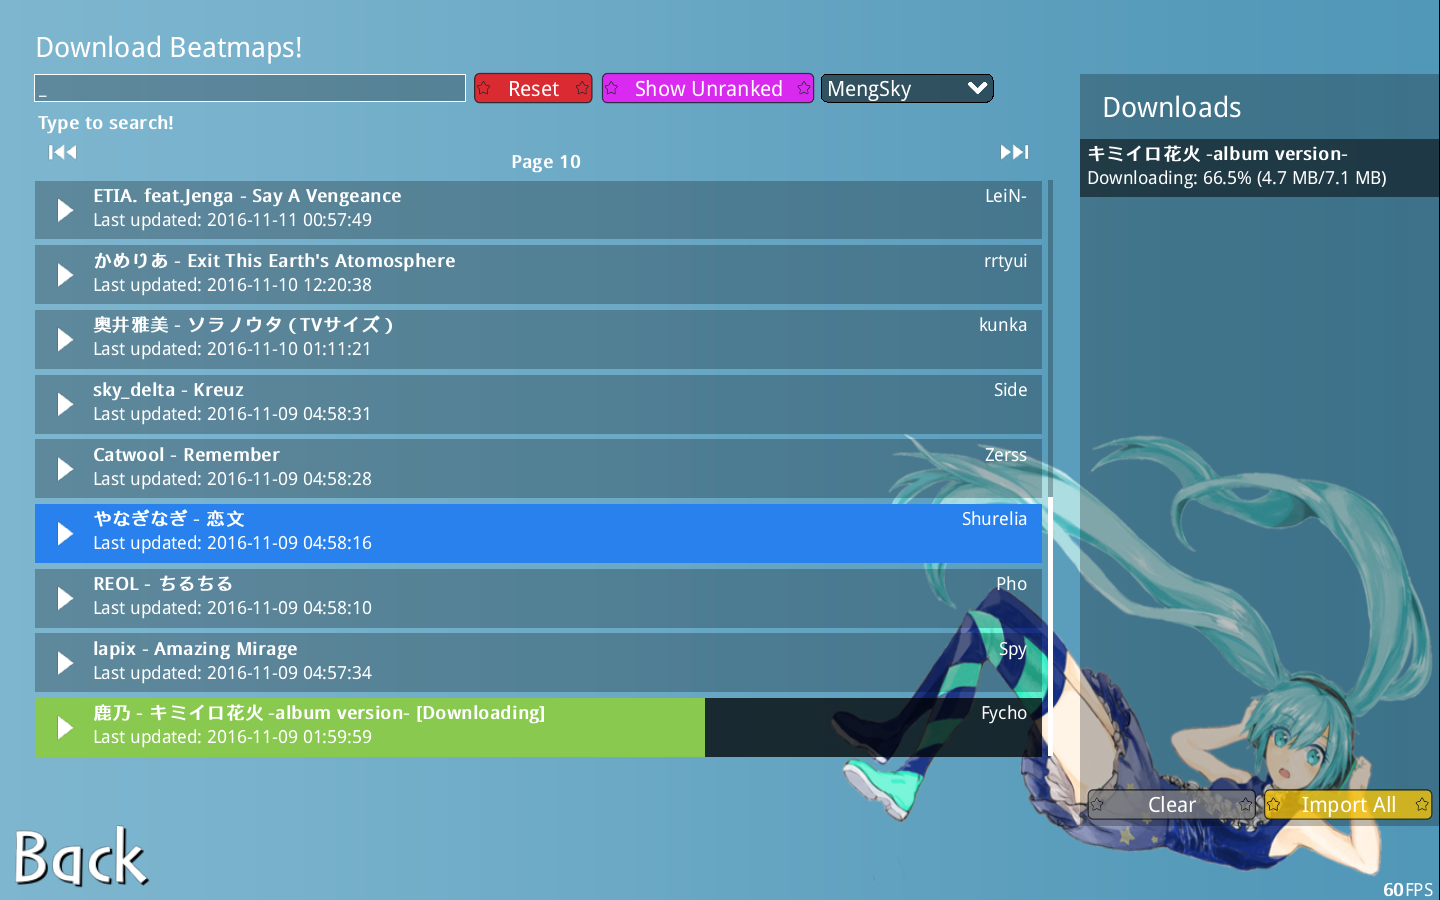 Download Beatmaps!
_
Reset
Show Unranked
MengSky
Type to search!
Page 10
ETIA. feat.Jenga - Say A Vengeance
LeiN-
Last updated: 2016-11-11 00:57:49
かめりあ - Exit This Earth's Atomosphere
rrtyui
Last updated: 2016-11-10 12:20:38
奥井雅美 - ソラノウタ ( TVサイズ )
kunka
Last updated: 2016-11-10 01:11:21
sky_delta - Kreuz
Side
Last updated: 2016-11-09 04:58:31
Catwool - Remember
Zerss
Last updated: 2016-11-09 04:58:28
やなぎなぎ - 恋文
Shurelia
Last updated: 2016-11-09 04:58:16
REOL - ちるちる
Pho
Last updated: 2016-11-09 04:58:10
lapix - Amazing Mirage
Spy
Last updated: 2016-11-09 04:57:34
鹿乃 - キミイロ花火 -album version- [Downloading]
Fycho
Last updated: 2016-11-09 01:59:59
Downloads
キミイロ花火 -album version-
Downloading: 66.5% (4.7 MB/7.1 MB)
Clear
Import All
Back
60FPS